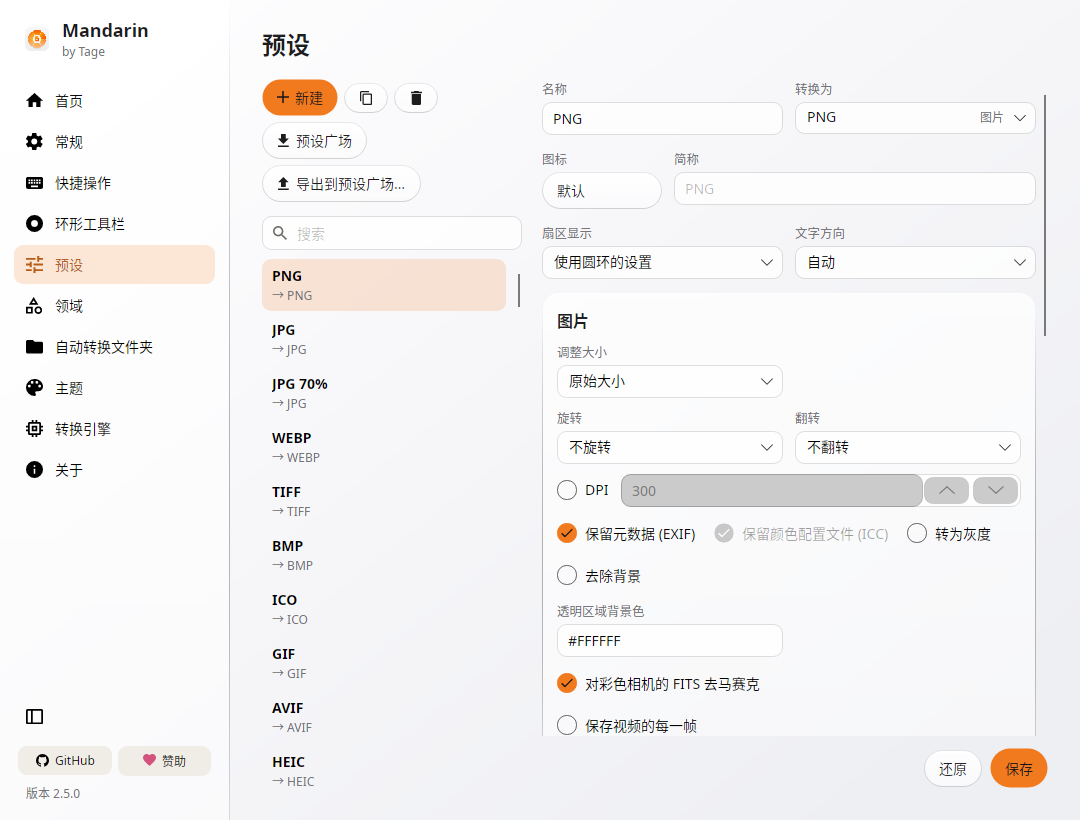 Mandarin
by Tage
首页
常规
快捷操作
环形工具栏
预设
领域
自动转换文件夹
主题
转换引擎
关于
GitHub
赞助
版本 2.5.0
预设
新建
预设广场
导出到预设广场...
搜索
PNG
→ PNG
JPG
→ JPG
JPG 70%
→ JPG
WEBP
→ WEBP
TIFF
→ TIFF
BMP
→ BMP
ICO
→ ICO
GIF
→ GIF
AVIF
→ AVIF
HEIC
→ HEIC
名称 转换为
PNG PNG 图片
图标 简称
默认 PNG
扇区显示 文字方向
使用圆环的设置 自动
图片
调整大小
原始大小
旋转 翻转
不旋转 不翻转
DPI 300
保留元数据 (EXIF) 保留颜色配置文件 (ICC) 转为灰度
去除背景
透明区域背景色
#FFFFFF
对彩色相机的 FITS 去马赛克
保存视频的每一帧
还原 保存